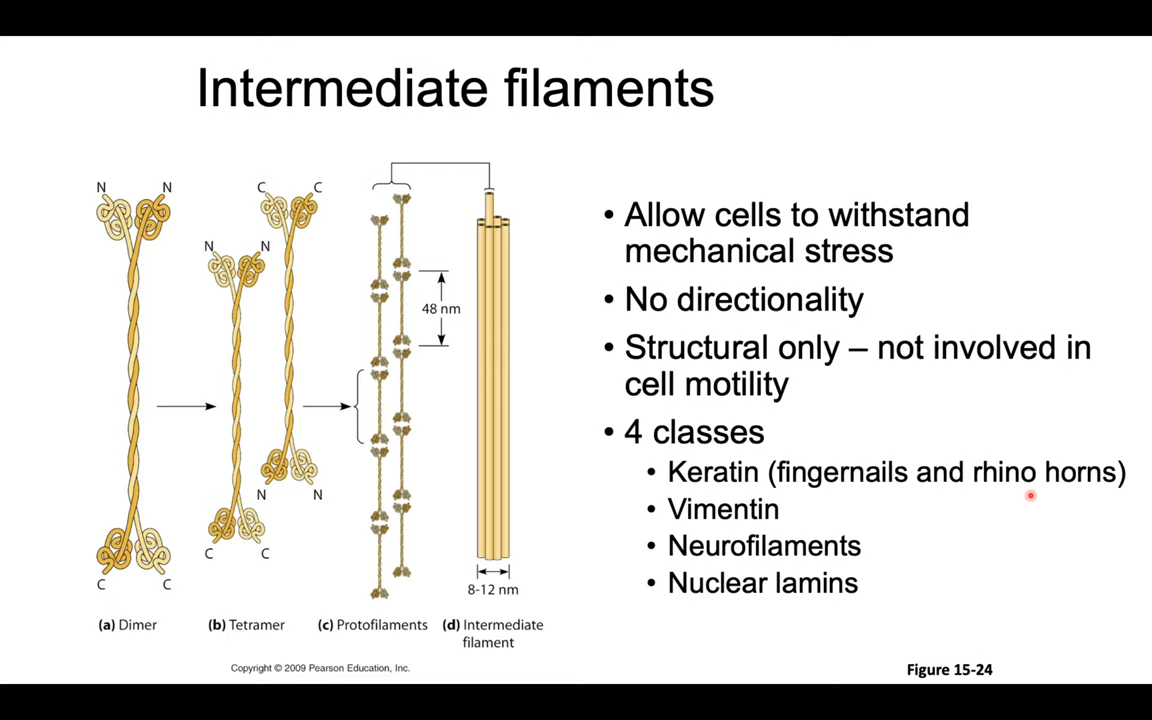 Intermediate filaments
N N
C C
N N
N N
C C
C C
48 nm
8-12 nm
(a) Dimer
(b) Tetramer
(c) Protofilaments
(d) Intermediate
filament
Copyright © 2009 Pearson Education, Inc.
• Allow cells to withstand
mechanical stress
• No directionality
• Structural only – not involved in
cell motility
• 4 classes
• Keratin (fingernails and rhino horns)
• Vimentin
• Neurofilaments
• Nuclear lamins
Figure 15-24